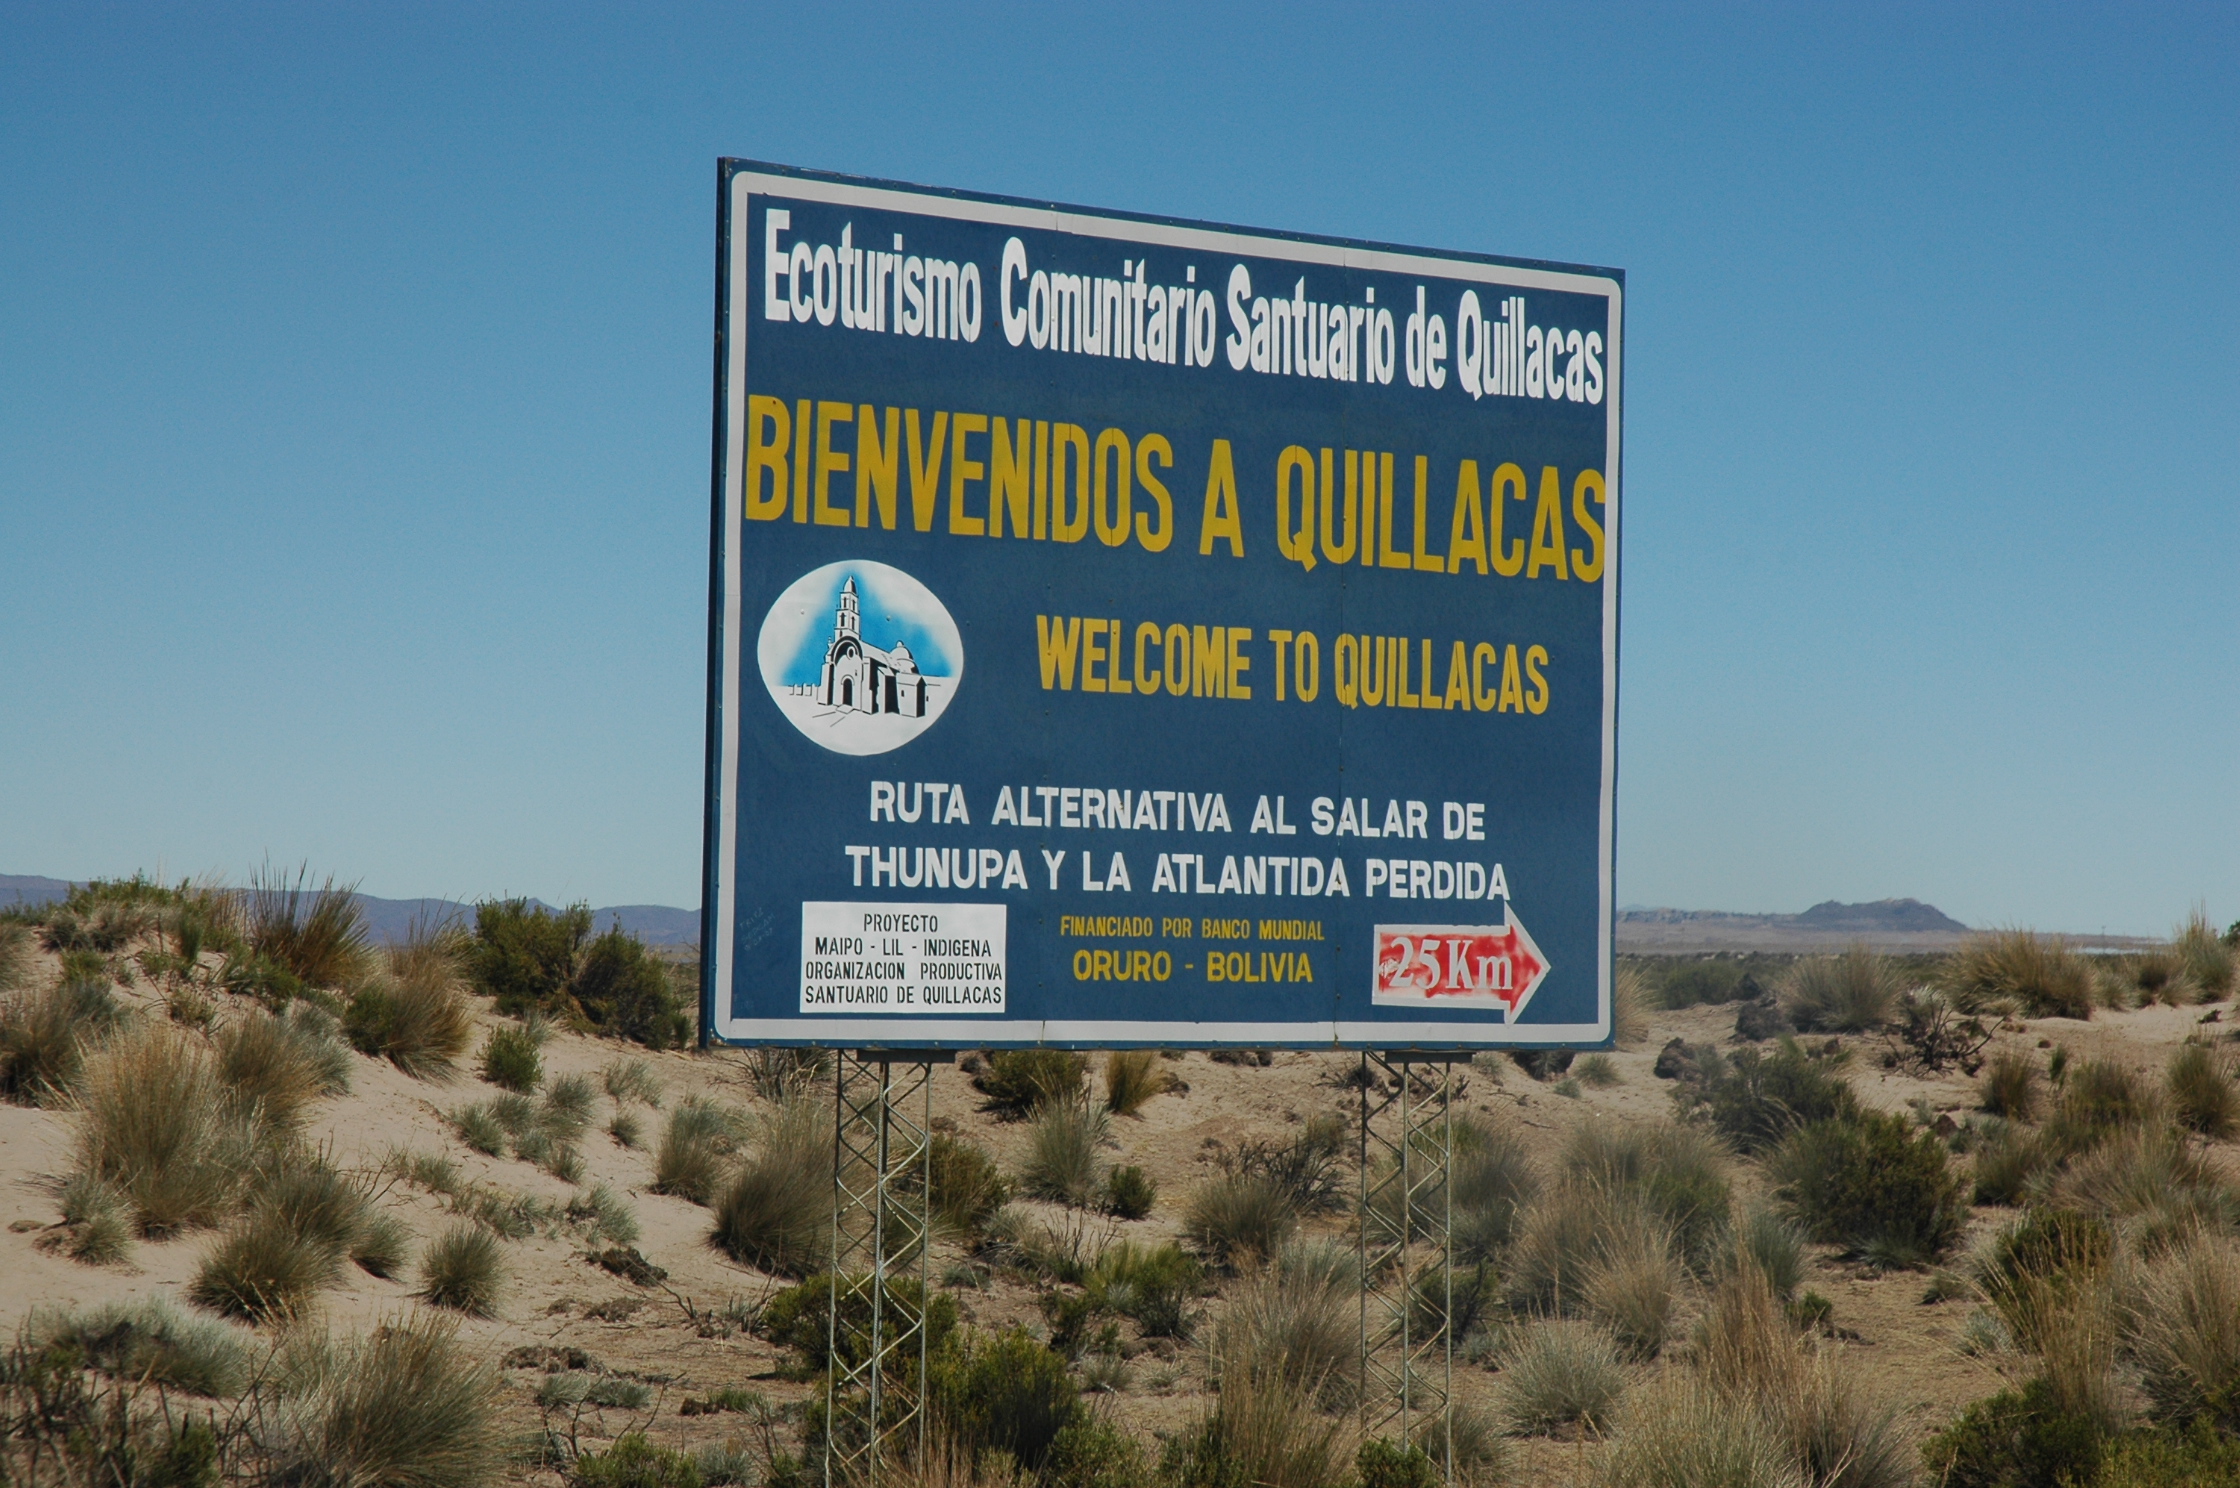 Ecoturismo Comunitario Santuario de Quillacas
BIENVENIDOS A QUILLACAS
WELCOME TO QUILLACAS
RUTA ALTERNATIVA AL SALAR DE
THUNUPA Y LA ATLANTIDA PERDIDA
PROYECTO
MAIPO - LIL - INDIGENA
ORGANIZACION PRODUCTIVA
SANTUARIO DE QUILLACAS
FINANCIADO POR BANCO MUNDIAL
ORURO - BOLIVIA
25Km